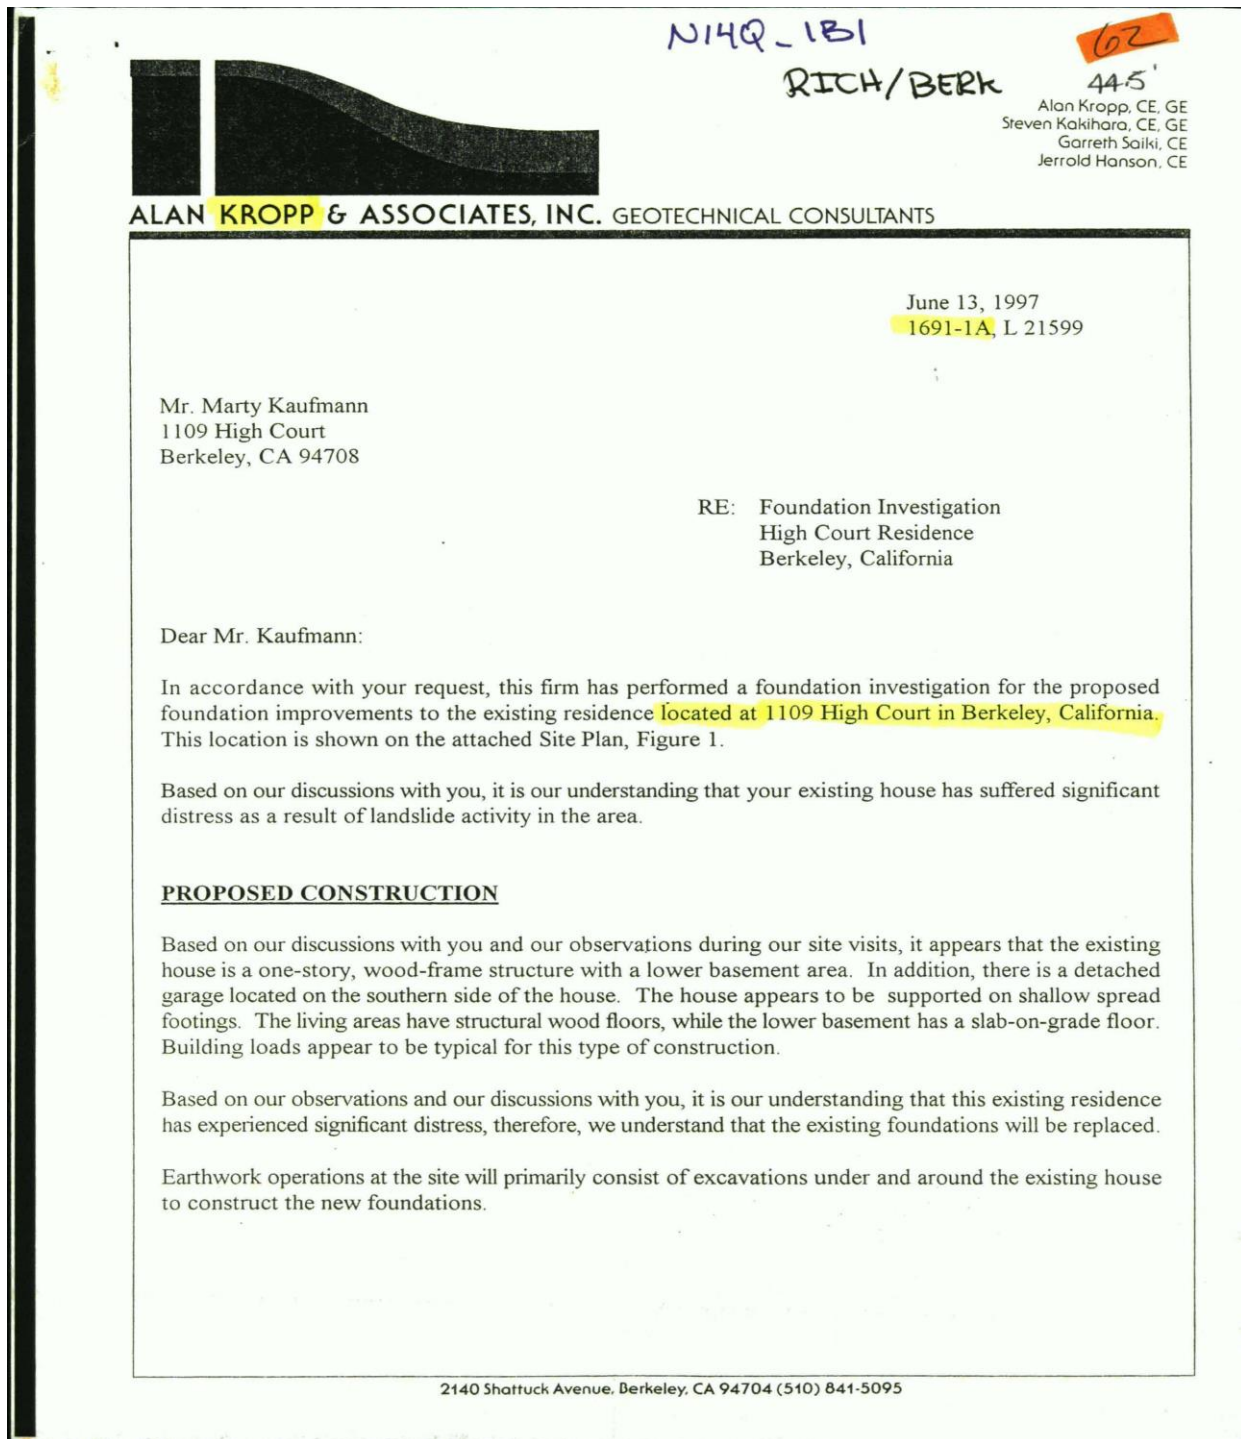 N14Q-1B1
62
RICH/BERK
445'
Alan Kropp, CE, GE
Steven Kakihara, CE, GE
Garreth Saiki, CE
Jerrold Hanson, CE
ALAN KROPP & ASSOCIATES, INC. GEOTECHNICAL CONSULTANTS
June 13, 1997
1691-1A, L 21599
Mr. Marty Kaufmann
1109 High Court
Berkeley, CA 94708
RE: Foundation Investigation
High Court Residence
Berkeley, California
Dear Mr. Kaufmann:
In accordance with your request, this firm has performed a foundation investigation for the proposed
foundation improvements to the existing residence located at 1109 High Court in Berkeley, California.
This location is shown on the attached Site Plan, Figure 1.
Based on our discussions with you, it is our understanding that your existing house has suffered significant
distress as a result of landslide activity in the area.
PROPOSED CONSTRUCTION
Based on our discussions with you and our observations during our site visits, it appears that the existing
house is a one-story, wood-frame structure with a lower basement area. In addition, there is a detached
garage located on the southern side of the house. The house appears to be supported on shallow spread
footings. The living areas have structural wood floors, while the lower basement has a slab-on-grade floor.
Building loads appear to be typical for this type of construction.
Based on our observations and our discussions with you, it is our understanding that this existing residence
has experienced significant distress, therefore, we understand that the existing foundations will be replaced.
Earthwork operations at the site will primarily consist of excavations under and around the existing house
to construct the new foundations.
2140 Shattuck Avenue, Berkeley, CA 94704 (510) 841-5095